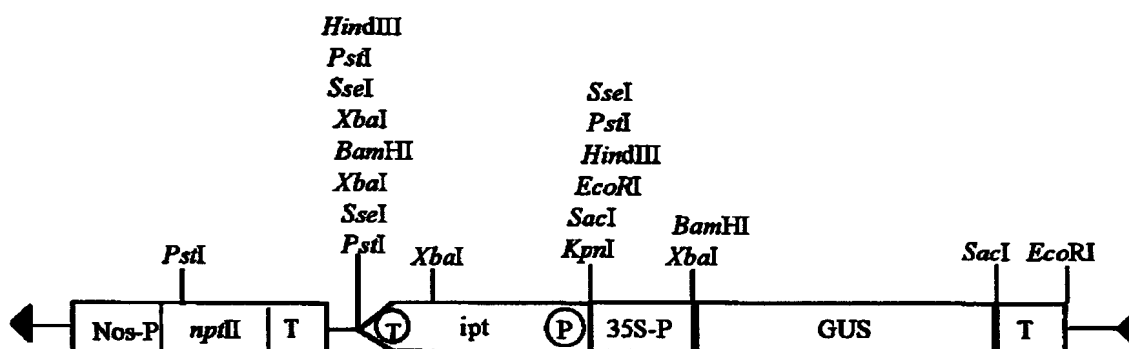 HindIII
PstI
SseI
XbaI
BamHI
XbaI
SseI
PstI
SseI
PstI
HindIII
EcoRI
SacI
KpnI
PstI
XbaI
BamHI
XbaI
SacI
EcoRI
Nos-P nptII T T ipt P 35S-P GUS T